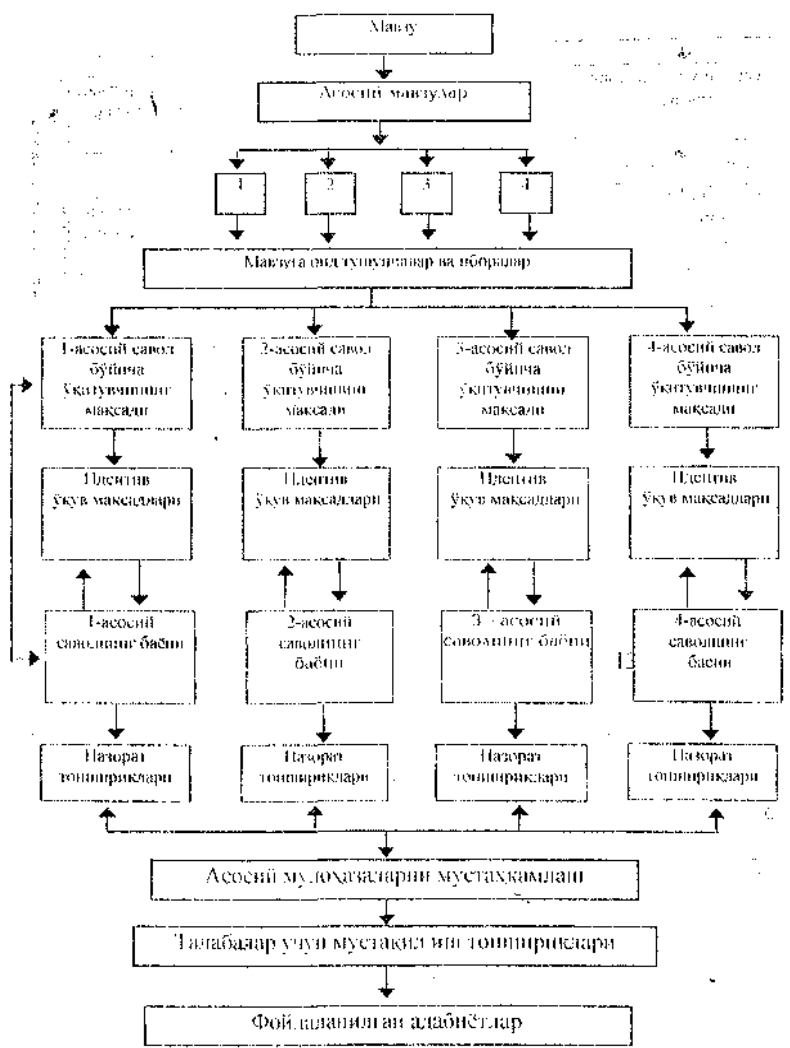 Мавзу
Асосий мавзулар
1 2 3 4
Мавзуга оид тушунчалар ва иборалар
1-асосий савол
бўйича
ўқитувчининг
мақсади
2-асосий савол
бўйича
ўқитувчининг
мақсади
3-асосий савол
бўйича
ўқитувчининг
мақсади
4-асосий савол
бўйича
ўқитувчининг
мақсади
Идентив
ўқув мақсадлари
Идентив
ўқув мақсадлари
Идентив
ўқув мақсадлари
Идентив
ўқув мақсадлари
1-асосий
саволнинг баёни
2-асосий
саволнинг
баёни
3 - асосий
саволнинг баёни
4-асосий
саволнинг
баёни
Назорат
топшириқлари
Назорат
топшириқлари
Назорат
топшириқлари
Назорат
топшириқлари
Асосий мулоҳазаларни мустаҳкамлаш
Талабалар учун мустақил иш топшириқлари
Фойдаланилган адабиётлар